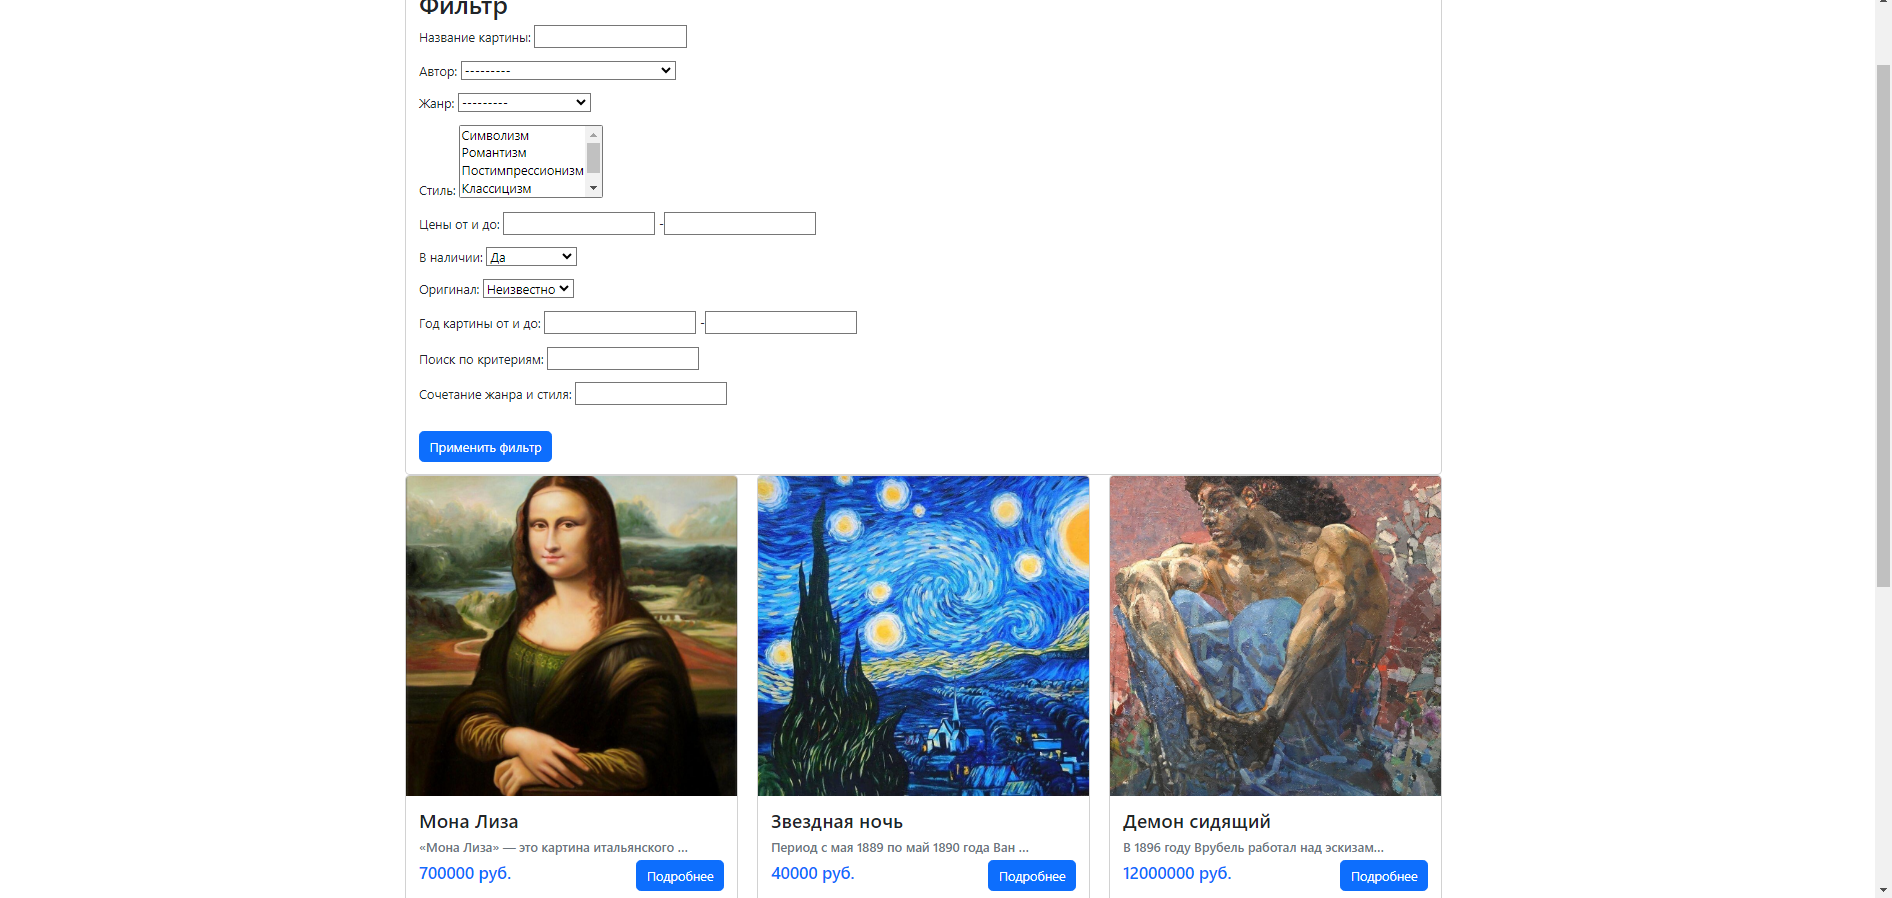 Фильтр
Название картины:
Автор: ---------
Жанр: ---------
Символизм
Романтизм
Постимпрессионизм
Стиль: Классицизм
Цены от и до: -
В наличии: Да
Оригинал: Неизвестно
Год картины от и до: -
Поиск по критериям:
Сочетание жанра и стиля:
Применить фильтр
Мона Лиза
«Мона Лиза» — это картина итальянского ...
700000 руб. Подробнее
Звездная ночь
Период с мая 1889 по май 1890 года Ван ...
40000 руб. Подробнее
Демон сидящий
В 1896 году Врубель работал над эскизам...
12000000 руб. Подробнее